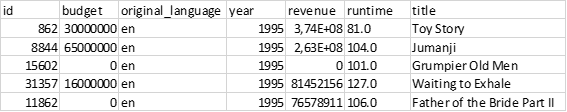 id budget original_language year revenue runtime title
862 30000000 en 1995 3,74E+08 81.0 Toy Story
8844 65000000 en 1995 2,63E+08 104.0 Jumanji
15602 0 en 1995 0 101.0 Grumpier Old Men
31357 16000000 en 1995 81452156 127.0 Waiting to Exhale
11862 0 en 1995 76578911 106.0 Father of the Bride Part II